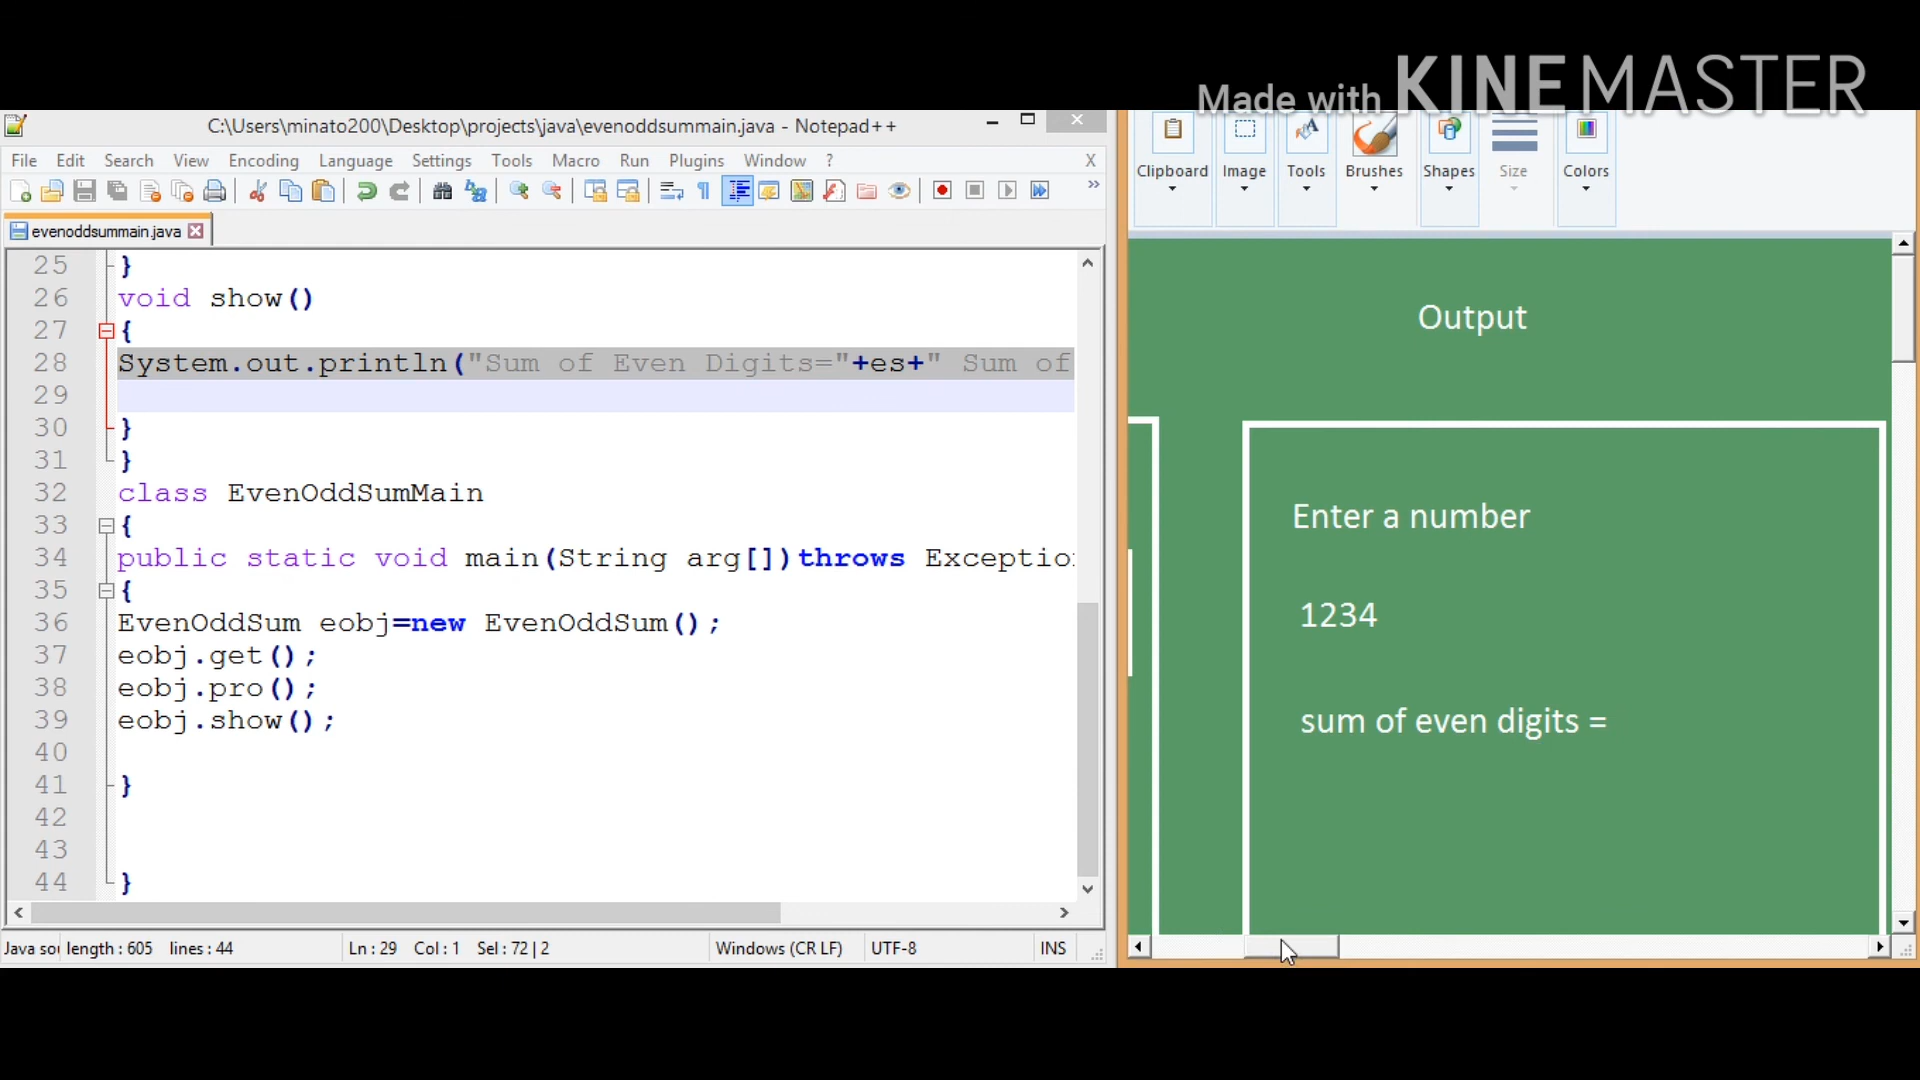 Made with KINEMASTER
C:\Users\minato200\Desktop\projects\java\evenoddsummain.java - Notepad++
File Edit Search View Encoding Language Settings Tools Macro Run Plugins Window ? X
evenoddsummain.java
25 }
26 void show()
27 {
28 System.out.println("Sum of Even Digits="+es+" Sum of
29
30 }
31 }
32 class EvenOddSumMain
33 {
34 public static void main(String arg[])throws Exceptio
35 {
36 EvenOddSum eobj=new EvenOddSum();
37 eobj.get();
38 eobj.pro();
39 eobj.show();
40
41 }
42
43
44 }
Java so length : 605 lines : 44 Ln : 29 Col : 1 Sel : 72 | 2 Windows (CR LF) UTF-8 INS
Clipboard Image Tools Brushes Shapes Size Colors
Output
Enter a number
1234
sum of even digits =